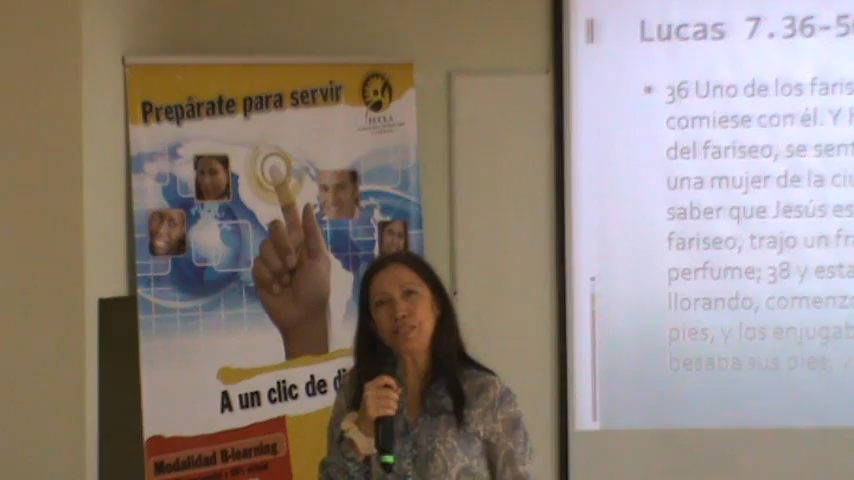 Prepárate para servir
A un clic de di
Modalidad B-learning
Lucas 7.36-5
36 Uno de los faris
comiese con él. Y h
del fariseo, se sent
una mujer de la ciu
saber que Jesús es
fariseo, trajo un fra
perfume; 38 y esta
llorando, comenzó
pies, y los enjugab
besaba sus pies, y